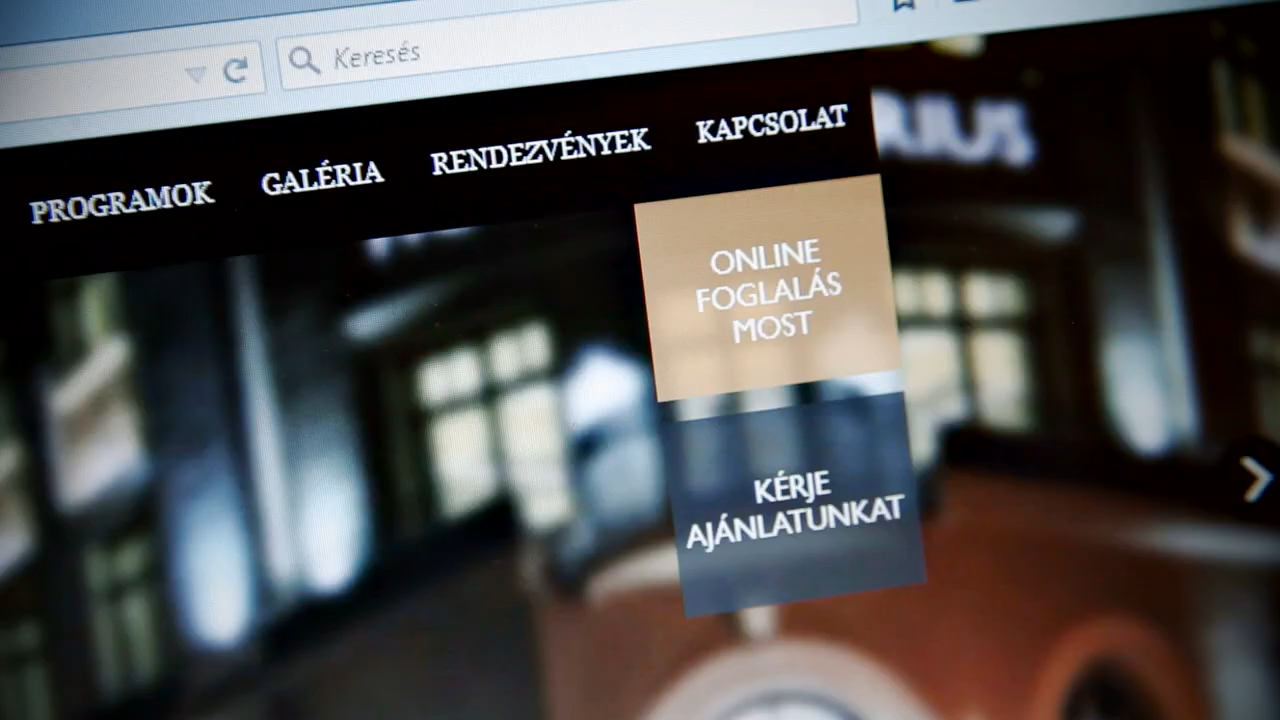 Keresés
PROGRAMOK GALÉRIA RENDEZVÉNYEK KAPCSOLAT
ONLINE
FOGLALÁS
MOST
KÉRJE
AJÁNLATUNKAT